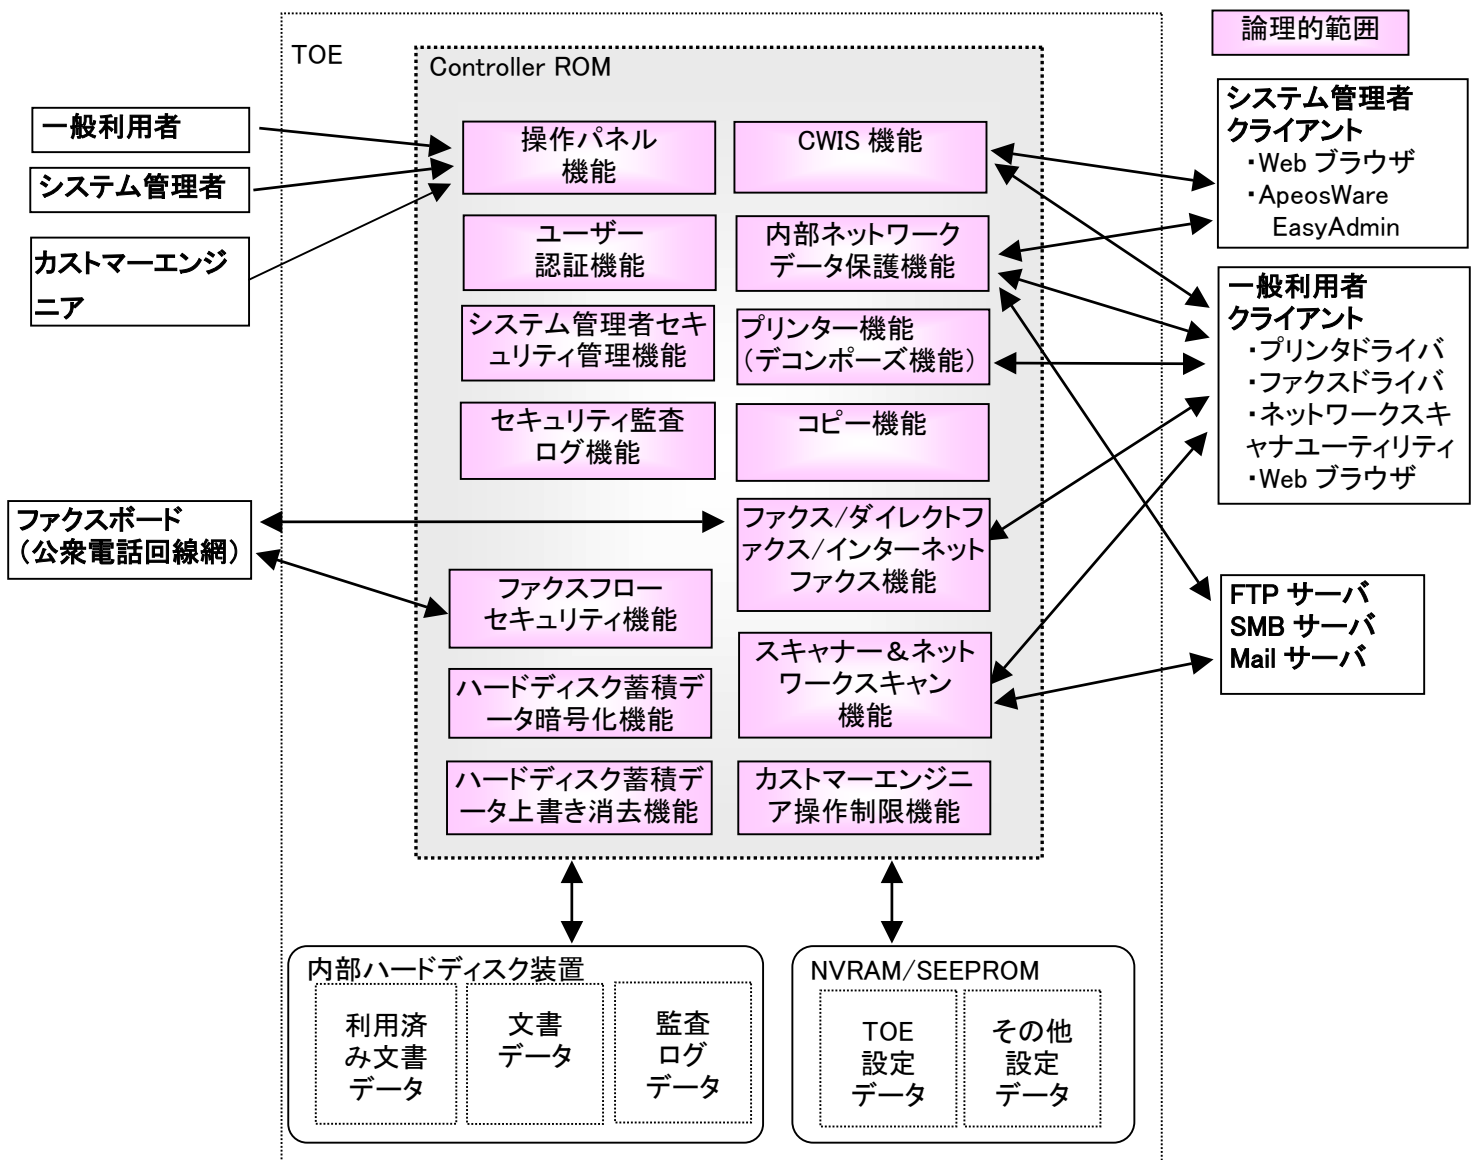 論理的範囲
TOE
Controller ROM
一般利用者
システム管理者
カストマーエンジ
ニア
ファクスボード
（公衆電話回線網）
操作パネル
機能
CWIS 機能
ユーザー
認証機能
内部ネットワーク
データ保護機能
システム管理者セキ
ュリティ管理機能
プリンター機能
（デコンポーズ機能）
セキュリティ監査
ログ機能
コピー機能
ファクス/ダイレクトフ
ァクス/インターネット
ファクス機能
ファクスフロー
セキュリティ機能
スキャナー＆ネット
ワークスキャン
機能
ハードディスク蓄積デ
ータ暗号化機能
ハードディスク蓄積デ
ータ上書き消去機能
カストマーエンジニ
ア操作制限機能
システム管理者
クライアント
・Web ブラウザ
・ApeosWare
EasyAdmin
一般利用者
クライアント
・プリンタドライバ
・ファクスドライバ
・ネットワークスキ
ャナユーティリティ
・Web ブラウザ
FTP サーバ
SMB サーバ
Mail サーバ
内部ハードディスク装置
利用済
み文書
データ
文書
データ
監査
ログ
データ
NVRAM/SEEPROM
TOE
設定
データ
その他
設定
データ